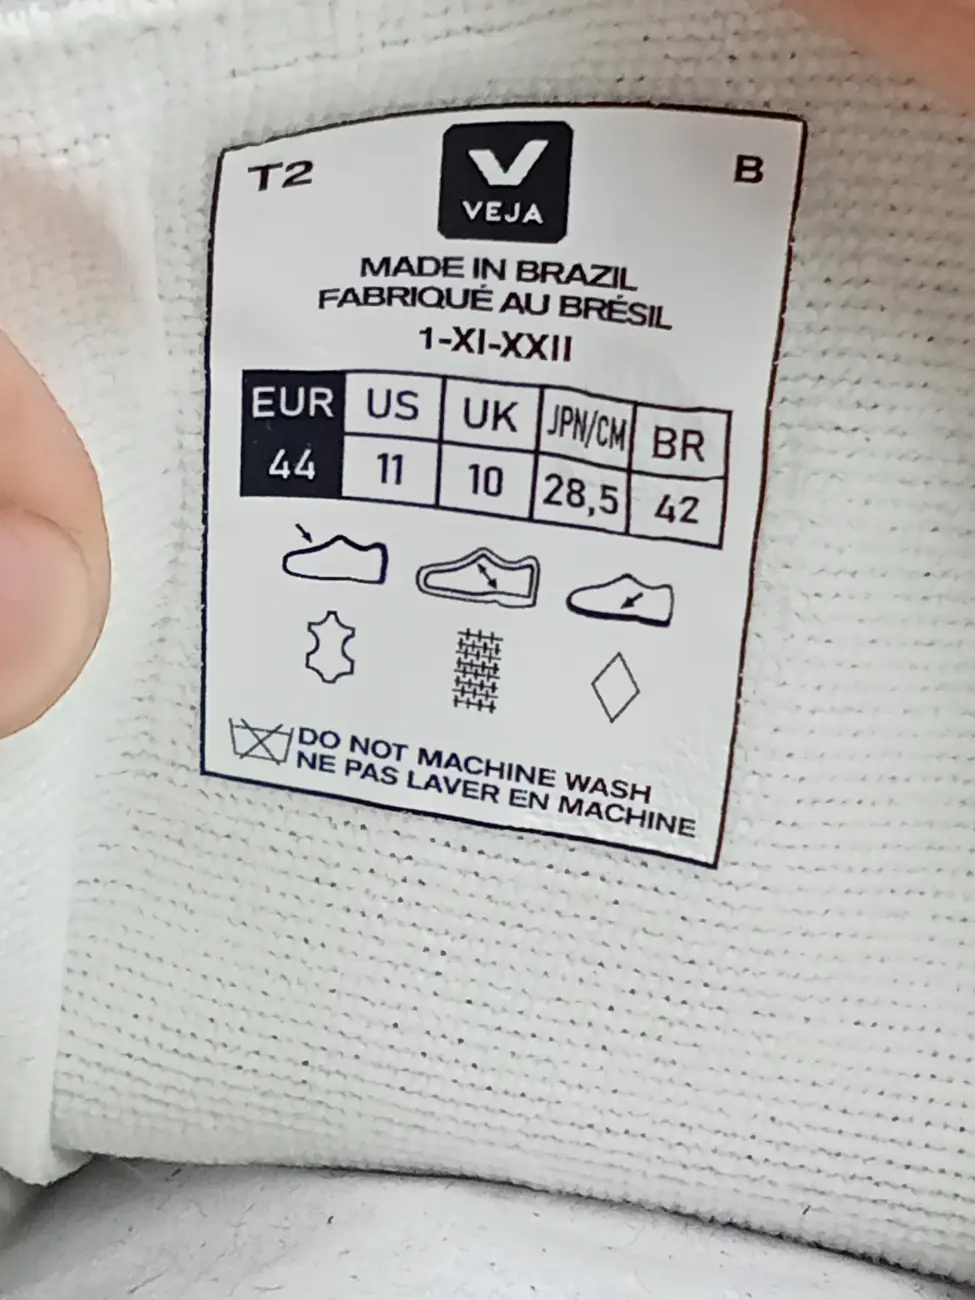 T2
VEJA
B
MADE IN BRAZIL
FABRIQUÉ AU BRÉSIL
1-XI-XXII
EUR US UK JPN/CM BR
44 11 10 28,5 42
DO NOT MACHINE WASH
NE PAS LAVER EN MACHINE